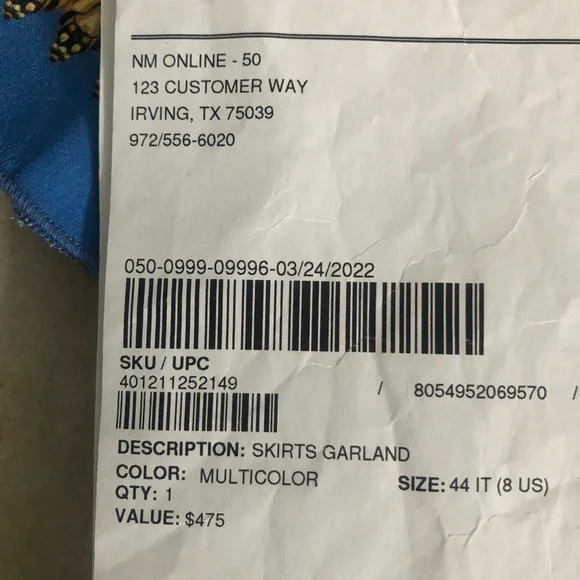 NM ONLINE - 50
123 CUSTOMER WAY
IRVING, TX 75039
972/556-6020
050-0999-09996-03/24/2022
SKU / UPC
401211252149 / 8054952069570 /
DESCRIPTION: SKIRTS GARLAND
COLOR: MULTICOLOR SIZE: 44 IT (8 US)
QTY: 1
VALUE: $475